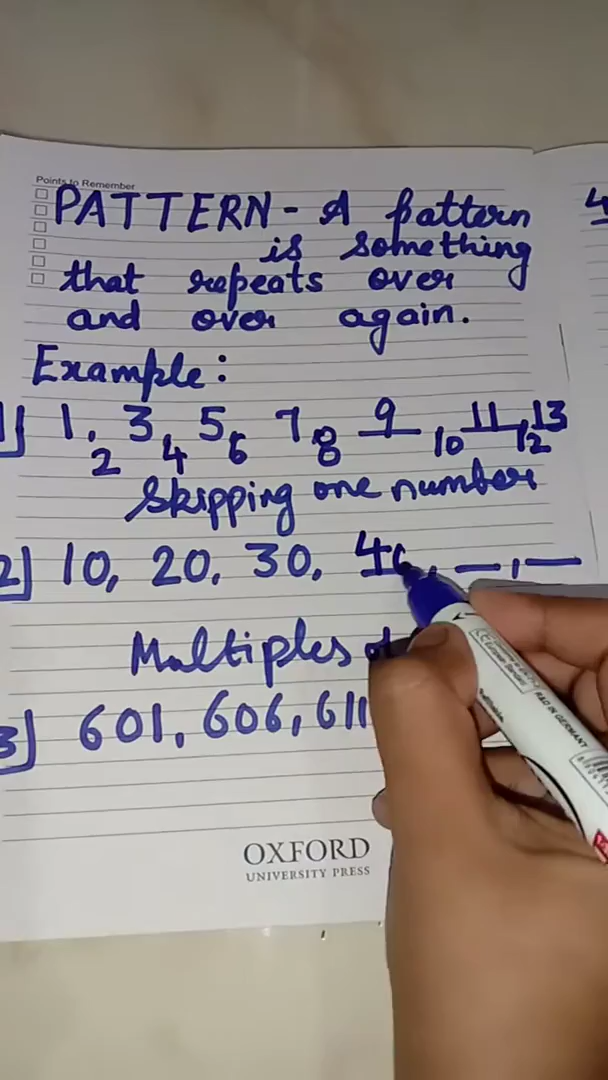 Points to Remember
PATTERN - A pattern
is something
that repeats over
and over again.
Example:
1) 1, 3, 5, 7, 9, 11, 13
2 4 6 8 10 12
Skipping one number
2) 10, 20, 30, 40, __, __
Multiples of
3) 601, 606, 611
OXFORD
UNIVERSITY PRESS